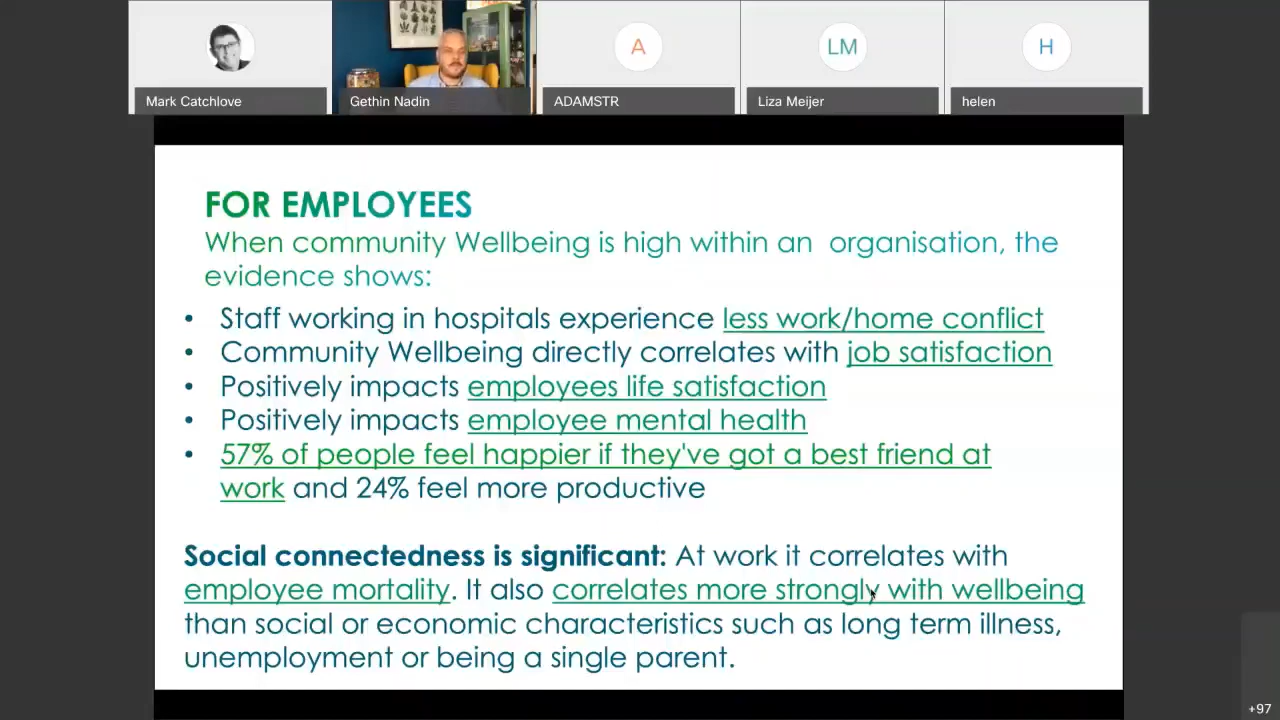 A
LM
H
Mark Catchlove
Gethin Nadin
ADAMSTR
Liza Meijer
helen
FOR EMPLOYEES
When community Wellbeing is high within an organisation, the
evidence shows:
• Staff working in hospitals experience less work/home conflict
• Community Wellbeing directly correlates with job satisfaction
• Positively impacts employees life satisfaction
• Positively impacts employee mental health
• 57% of people feel happier if they've got a best friend at
work and 24% feel more productive
Social connectedness is significant: At work it correlates with
employee mortality. It also correlates more strongly with wellbeing
than social or economic characteristics such as long term illness,
unemployment or being a single parent.
+97